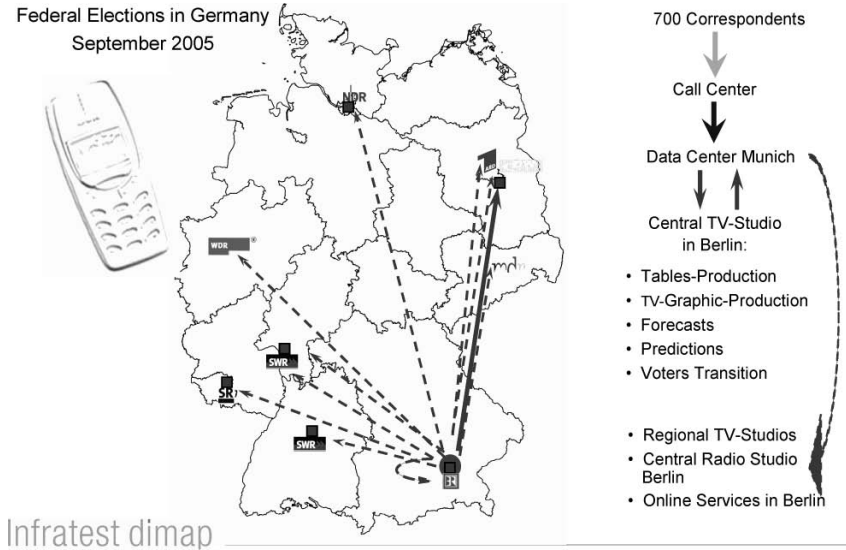 Federal Elections in Germany
September 2005
NDR
WDR
mdr
SWR
SR
SWR
700 Correspondents
Call Center
Data Center Munich
Central TV-Studio
in Berlin:
• Tables-Production
• TV-Graphic-Production
• Forecasts
• Predictions
• Voters Transition
• Regional TV-Studios
• Central Radio Studio
Berlin
• Online Services in Berlin
Infratest dimap